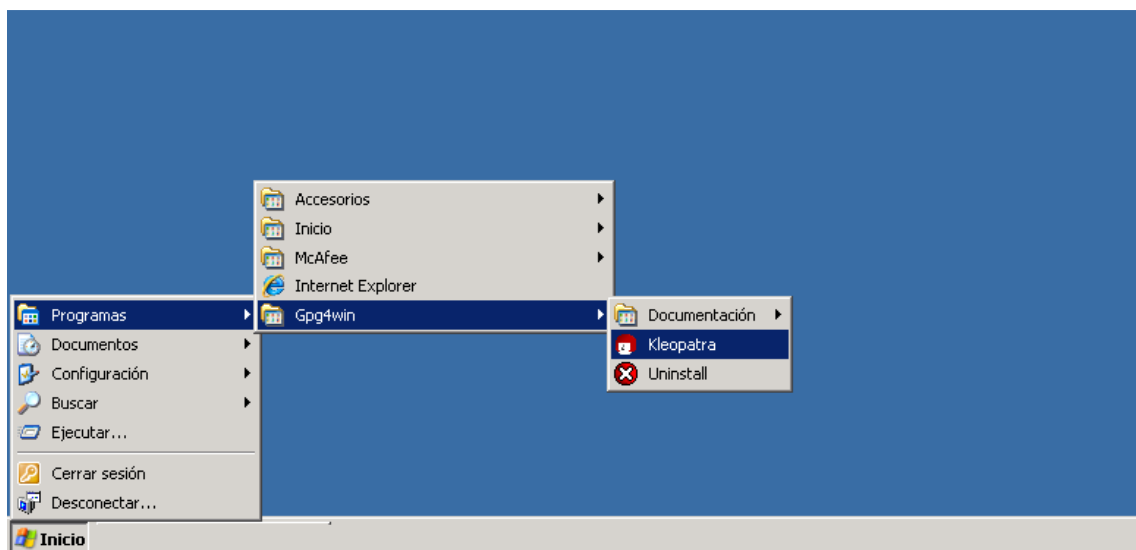 Accesorios
Inicio
McAfee
Internet Explorer
Gpg4win
Programas
Documentos
Configuración
Buscar
Ejecutar...
Cerrar sesión
Desconectar...
Documentación
Kleopatra
Uninstall
Inicio